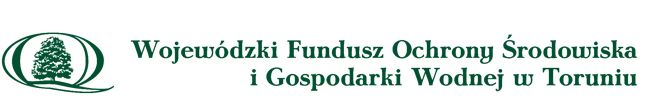 Wojewódzki Fundusz Ochrony Środowiska
i Gospodarki Wodnej w Toruniu